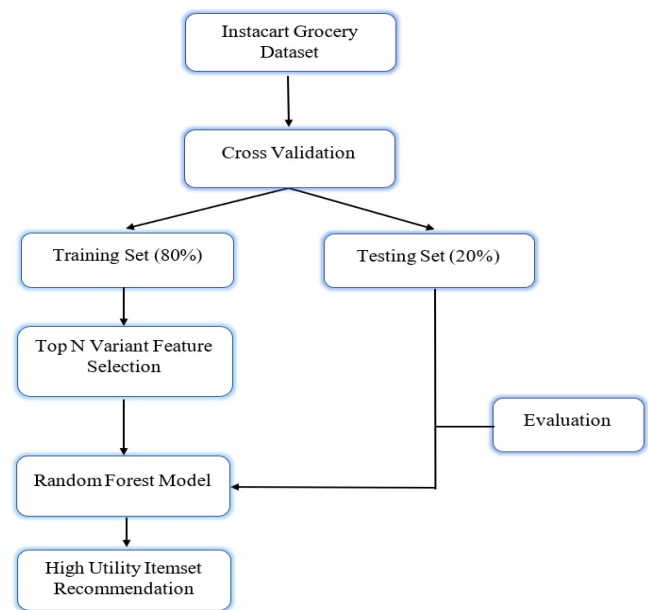 Instacart Grocery
Dataset
Cross Validation
Training Set (80%)
Testing Set (20%)
Top N Variant Feature
Selection
Evaluation
Random Forest Model
High Utility Itemset
Recommendation